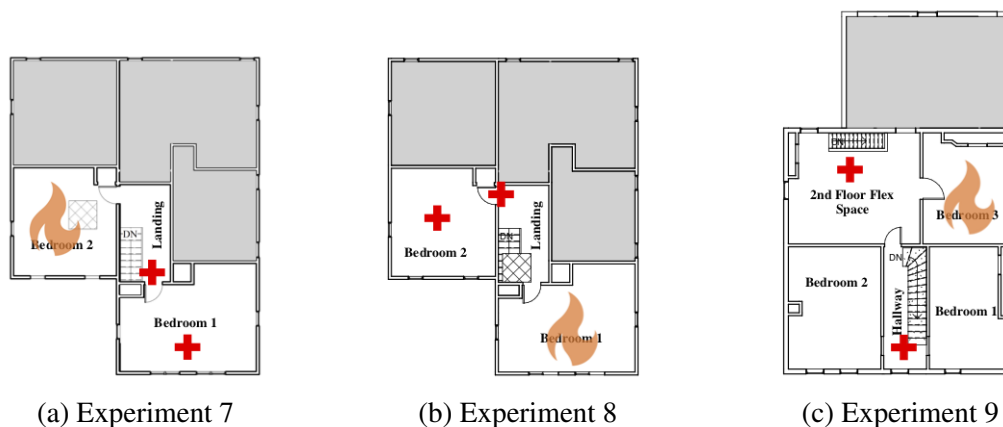 Bedroom 2
Landing
DN
Bedroom 1
Bedroom 2
Landing
DN
Bedroom 1
DN
2nd Floor Flex
Space
Bedroom 3
Bedroom 2
DN
Hallway
Bedroom 1
(a) Experiment 7
(b) Experiment 8
(c) Experiment 9